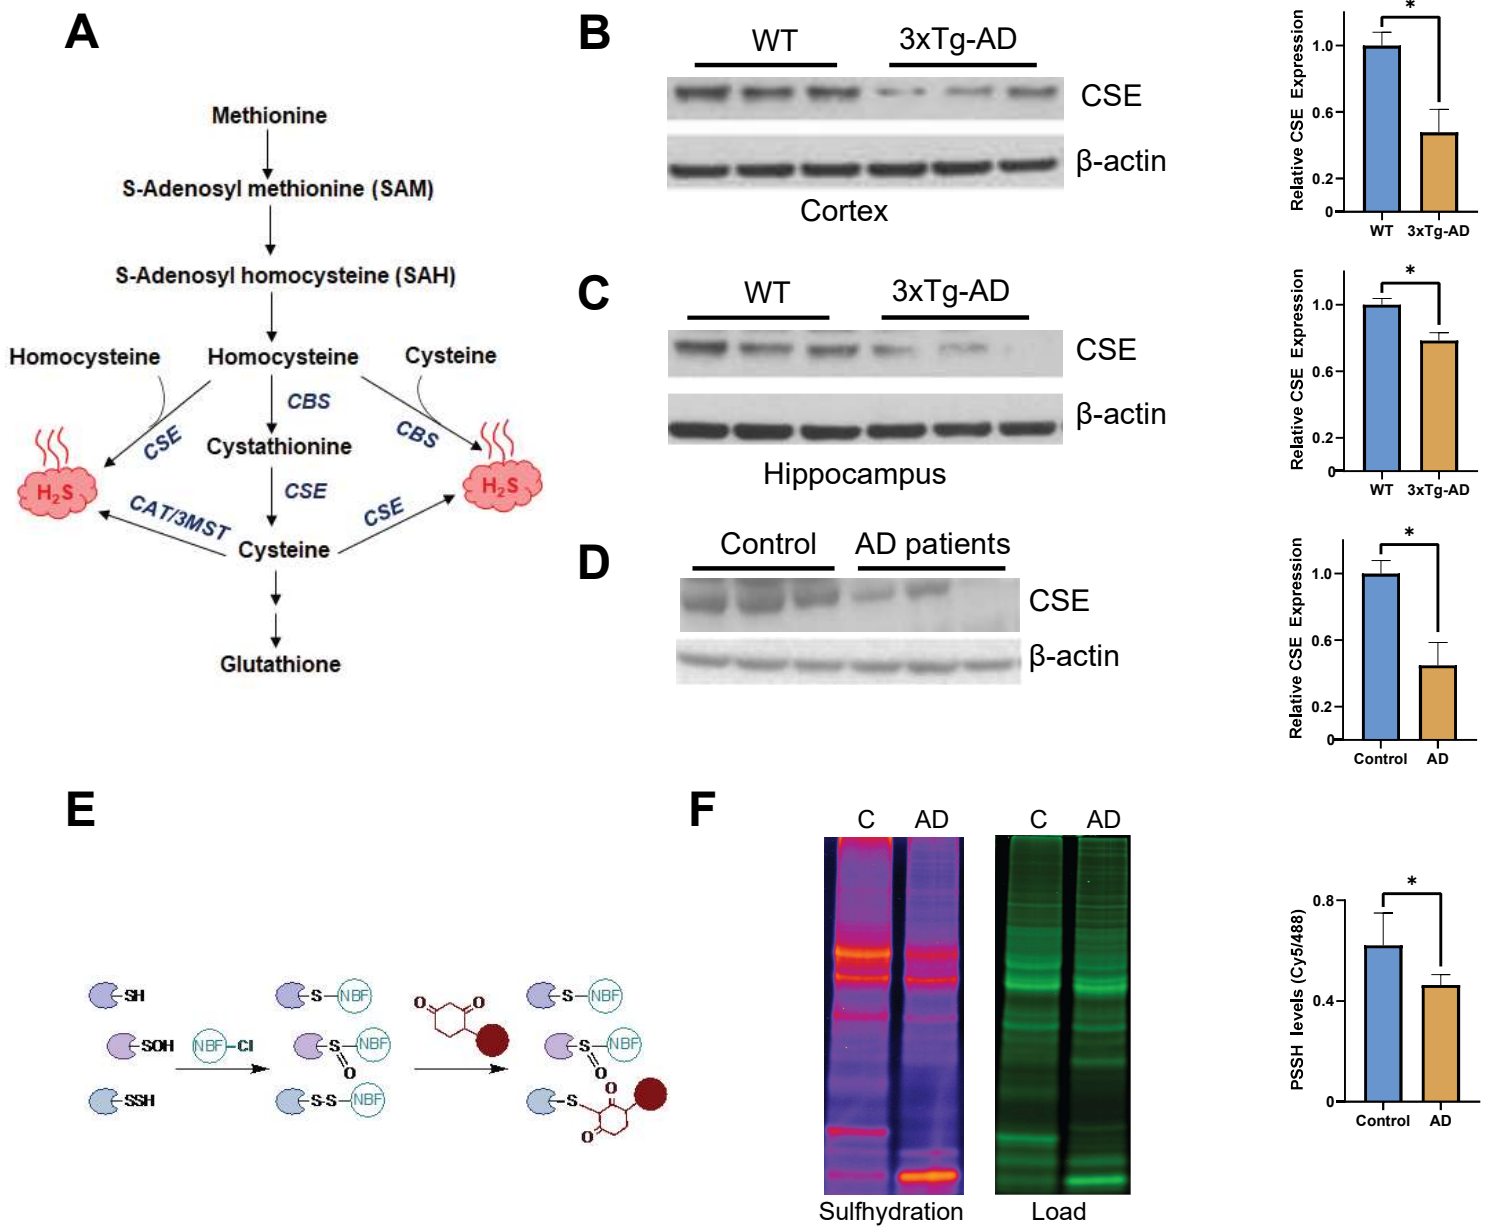 A
Methionine
S-Adenosyl methionine (SAM)
S-Adenosyl homocysteine (SAH)
Homocysteine
Homocysteine
Cysteine
CBS
CSE
CBS
Cystathionine
H2S
H2S
CSE
CAT/3MST
CSE
Cysteine
Glutathione
B
WT
3xTg-AD
CSE
β-actin
Cortex
Relative CSE Expression
1.0
0.6
0.2
0
*
WT
3xTg-AD
C
WT
3xTg-AD
CSE
β-actin
Hippocampus
Relative CSE Expression
1.0
0.6
0.2
0
*
WT
3xTg-AD
D
Control
AD patients
CSE
β-actin
Relative CSE Expression
1.0
0.6
0.2
0
*
Control
AD
E
SH
SOH
SSH
NBF
Cl
S
NBF
S
NBF
O
S-S
NBF
O
O
S
NBF
S
NBF
O
S
O
O
F
C
AD
C
AD
Sulfhydration
Load
PSSH levels (Cy5/488)
0.8
0.4
0
*
Control
AD